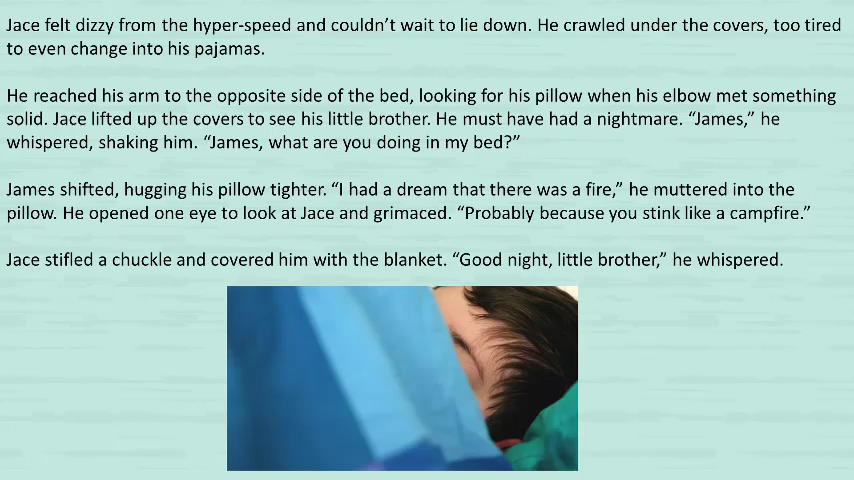 Jace felt dizzy from the hyper-speed and couldn’t wait to lie down. He crawled under the covers, too tired
to even change into his pajamas.
He reached his arm to the opposite side of the bed, looking for his pillow when his elbow met something
solid. Jace lifted up the covers to see his little brother. He must have had a nightmare. “James,” he
whispered, shaking him. “James, what are you doing in my bed?”
James shifted, hugging his pillow tighter. “I had a dream that there was a fire,” he muttered into the
pillow. He opened one eye to look at Jace and grimaced. “Probably because you stink like a campfire.”
Jace stifled a chuckle and covered him with the blanket. “Good night, little brother,” he whispered.